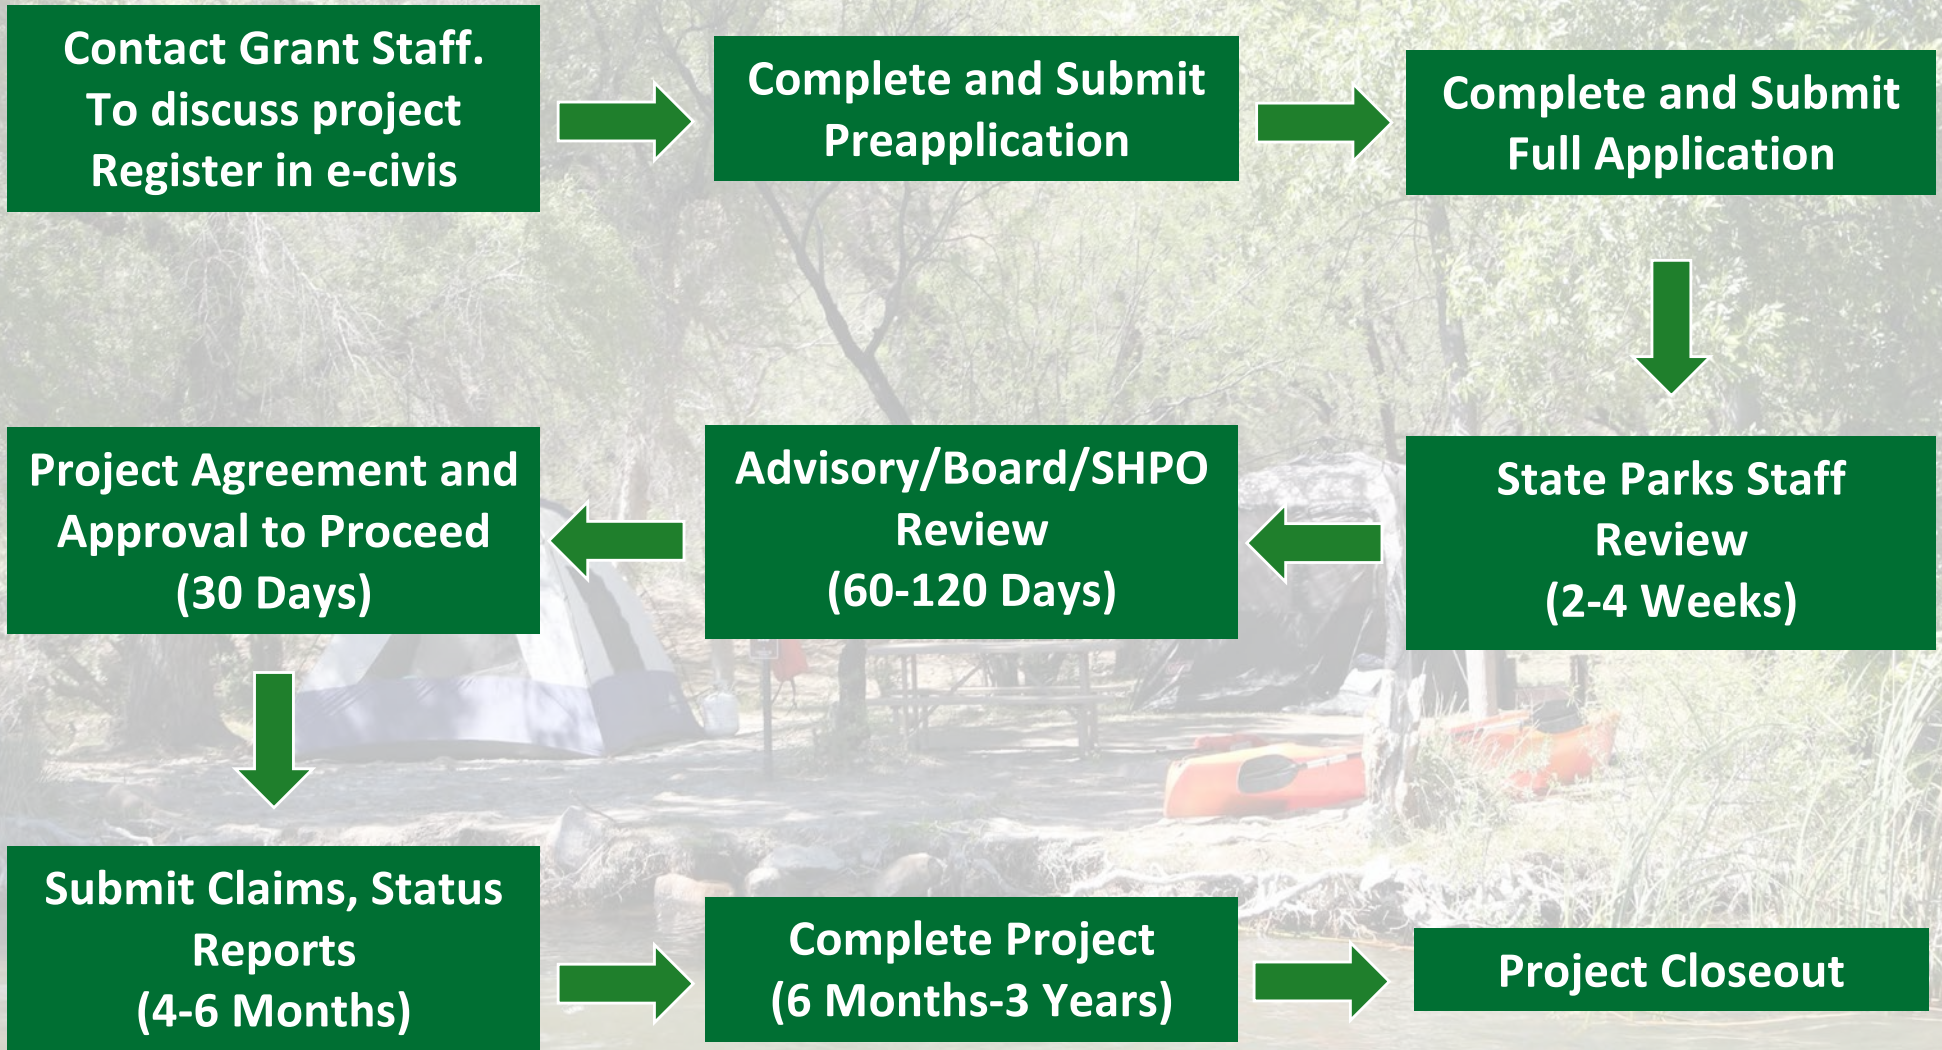 Contact Grant Staff.
To discuss project
Register in e-civis
Complete and Submit
Preapplication
Complete and Submit
Full Application
State Parks Staff
Review
(2-4 Weeks)
Advisory/Board/SHPO
Review
(60-120 Days)
Project Agreement and
Approval to Proceed
(30 Days)
Submit Claims, Status
Reports
(4-6 Months)
Complete Project
(6 Months-3 Years)
Project Closeout